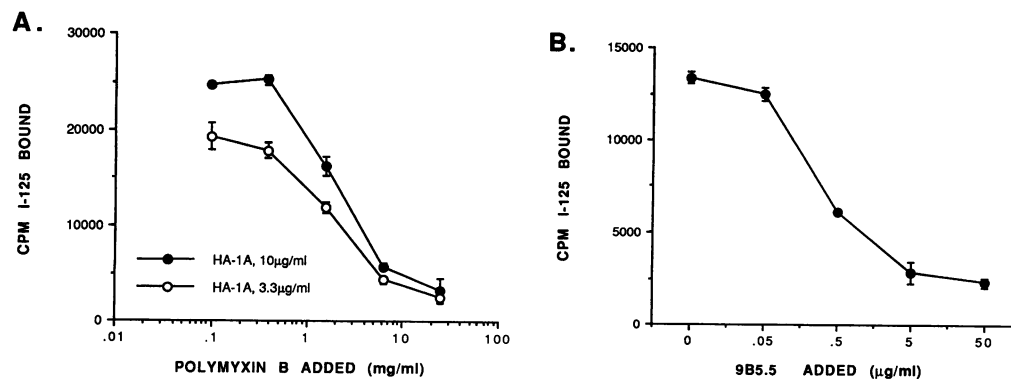 A.
30000
20000
10000
0
CPM I-125 BOUND
HA-1A, 10µg/ml
HA-1A, 3.3µg/ml
.01 .1 1 10 100
POLYMYXIN B ADDED (mg/ml)
B.
15000
10000
5000
0
CPM I-125 BOUND
0 .05 .5 5 50
9B5.5 ADDED (µg/ml)